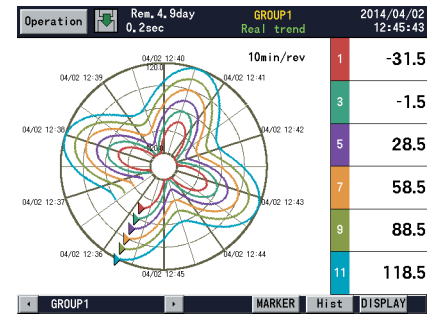 Operation
Rem. 4.9day
0.2sec
GROUP1
Real trend
2014/04/02
12:45:43
10min/rev
04/02 12:40
120.0
04/02 12:39
04/02 12:41
04/02 12:38
04/02 12:42
04/02 12:37
04/02 12:43
04/02 12:36
04/02 12:44
04/02 12:45
1 -31.5
3 -1.5
5 28.5
7 58.5
9 88.5
11 118.5
GROUP1
MARKER
Hist
DISPLAY